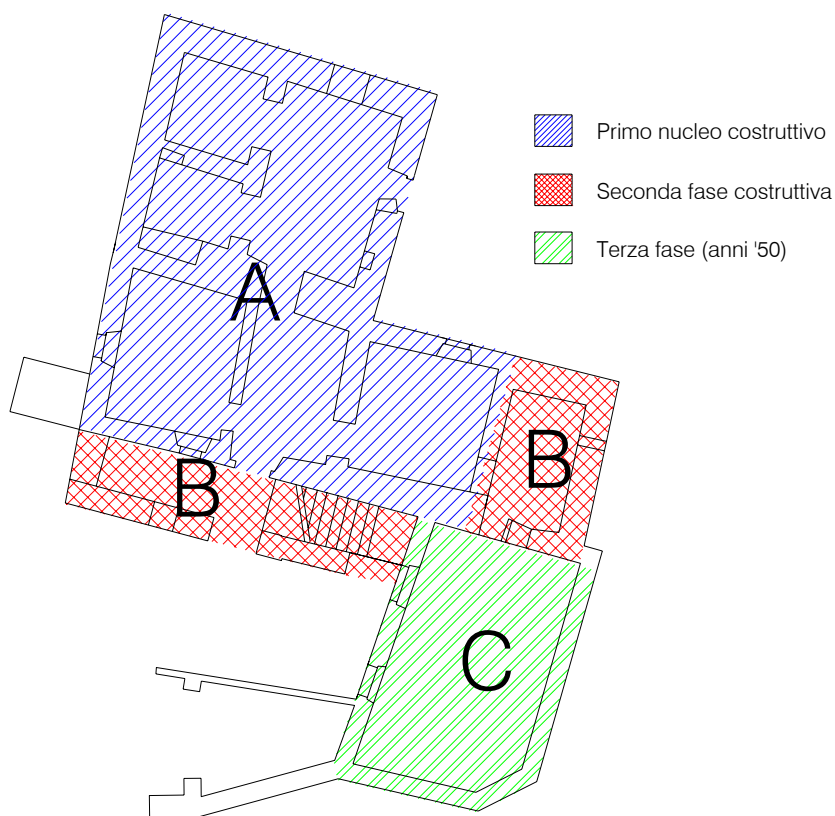 Primo nucleo costruttivo
Seconda fase costruttiva
Terza fase (anni '50)
A
B
B
C